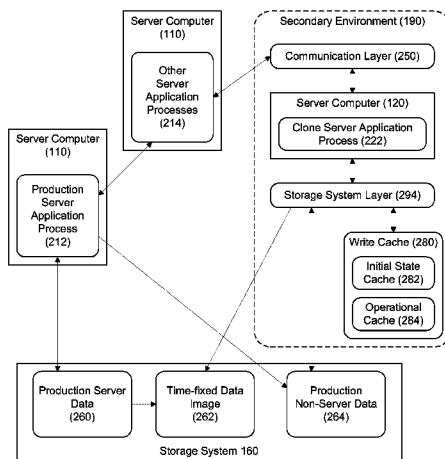 Server Computer
(110)
Other
Server
Application
Processes
(214)
Secondary Environment (190)
Communication Layer (250)
Server Computer (120)
Clone Server Application
Process (222)
Storage System Layer (294)
Write Cache (280)
Initial State
Cache (282)
Operational
Cache (284)
Server Computer
(110)
Production
Server
Application
Process
(212)
Production Server
Data
(260)
Time-fixed Data
Image
(262)
Production
Non-Server Data
(264)
Storage System 160